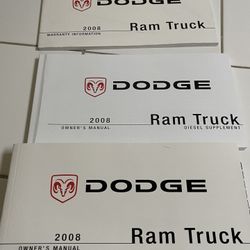 DODGE
2008
WARRANTY INFORMATION
Ram Truck
DODGE
2008
OWNER'S MANUAL
Ram Truck
DIESEL SUPPLEMENT
DODGE
2008
OWNER'S MANUAL
Ram Truck